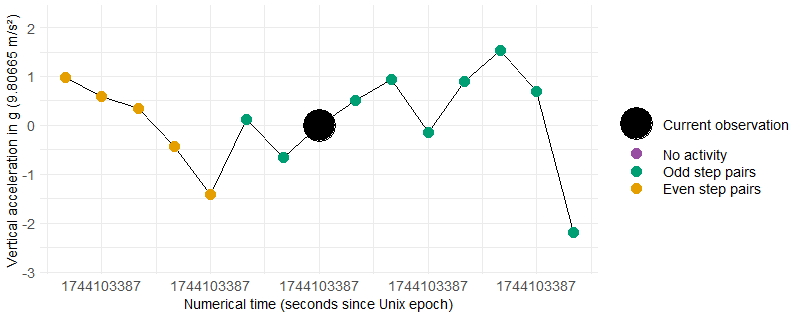 Vertical acceleration in g (9.80665 m/s²)
2
1
0
-1
-2
-3
1744103387 1744103387 1744103387 1744103387 1744103387
Numerical time (seconds since Unix epoch)
Current observation
No activity
Odd step pairs
Even step pairs